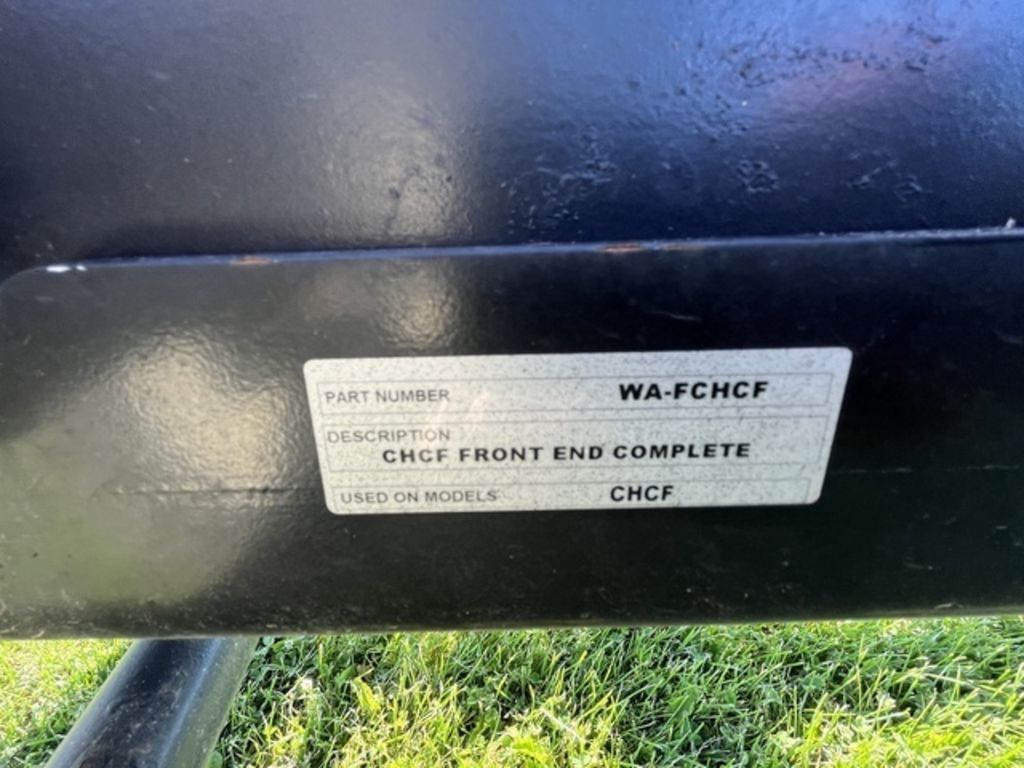 PART NUMBER WA-FCHCF
DESCRIPTION
CHCF FRONT END COMPLETE
USED ON MODELS CHCF